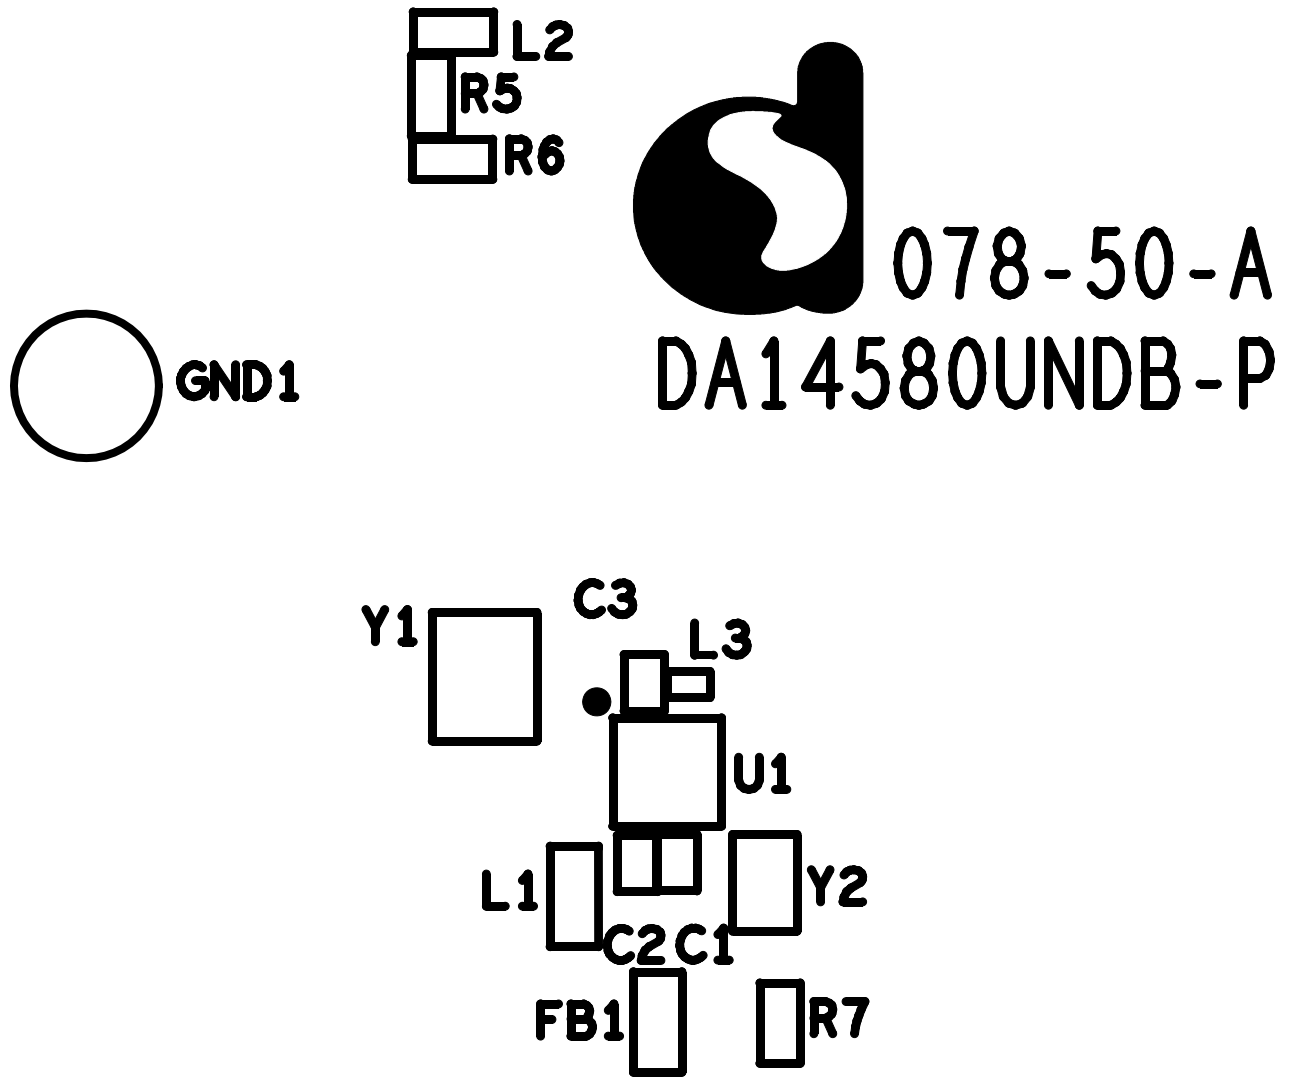 L2
R5
R6
078-50-A
DA14580UNDB-P
GND1
C3
Y1
L3
U1
L1
Y2
C2 C1
FB1
R7